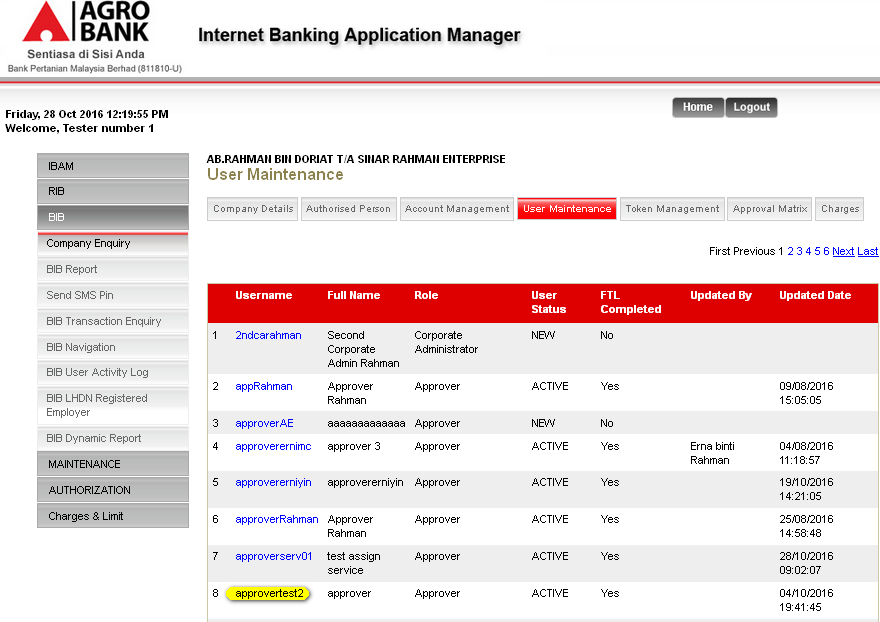 AGRO
BANK
Sentiasa di Sisi Anda
Bank Pertanian Malaysia Berhad (811810-U)
Internet Banking Application Manager
Friday, 28 Oct 2016 12:19:55 PM
Welcome, Tester number 1
Home Logout
IBAM
RIB
BIB
Company Enquiry
BIB Report
Send SMS Pin
BIB Transaction Enquiry
BIB Navigation
BIB User Activity Log
BIB LHDN Registered
Employer
BIB Dynamic Report
MAINTENANCE
AUTHORIZATION
Charges & Limit
AB.RAHMAN BIN DORIAT T/A SINAR RAHMAN ENTERPRISE
User Maintenance
Company Details Authorised Person Account Management User Maintenance Token Management Approval Matrix Charges
First Previous 1 2 3 4 5 6 Next Last
Username Full Name Role User FTL Updated By Updated Date
Status Completed
1 2ndcarahman Second Corporate NEW No
Corporate Administrator
Admin Rahman
2 appRahman Approver Approver ACTIVE Yes 09/08/2016
Rahman 15:05:05
3 approverAE aaaaaaaaaaaaa Approver NEW No
4 approverernimc approver 3 Approver ACTIVE Yes Erna binti 04/08/2016
Rahman 11:18:57
5 approvererniyin approvererniyin Approver ACTIVE Yes 19/10/2016
14:21:05
6 approverRahman Approver Approver ACTIVE Yes 25/08/2016
Rahman 14:58:48
7 approverserv01 test assign Approver ACTIVE Yes 28/10/2016
service 09:02:07
8 approvertest2 approver Approver ACTIVE Yes 04/10/2016
19:41:45